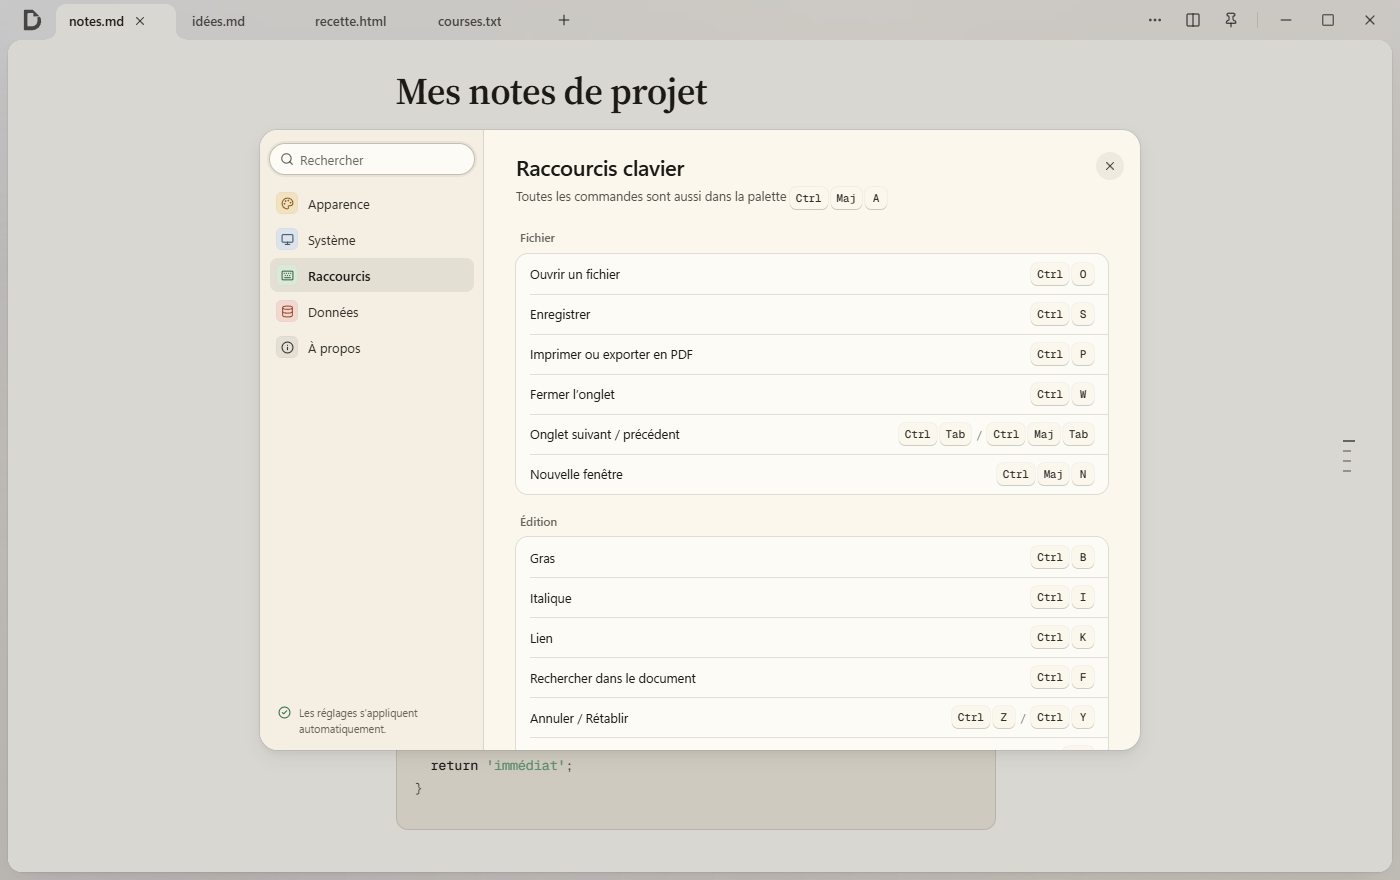 notes.md
idées.md
recette.html
courses.txt
Mes notes de projet
Rechercher
Apparence
Système
Raccourcis
Données
À propos
Les réglages s'appliquent
automatiquement.
Raccourcis clavier
Toutes les commandes sont aussi dans la palette Ctrl Maj A
Fichier
Ouvrir un fichier Ctrl O
Enregistrer Ctrl S
Imprimer ou exporter en PDF Ctrl P
Fermer l'onglet Ctrl W
Onglet suivant / précédent Ctrl Tab / Ctrl Maj Tab
Nouvelle fenêtre Ctrl Maj N
Édition
Gras Ctrl B
Italique Ctrl I
Lien Ctrl K
Rechercher dans le document Ctrl F
Annuler / Rétablir Ctrl Z / Ctrl Y
return 'immédiat';
}